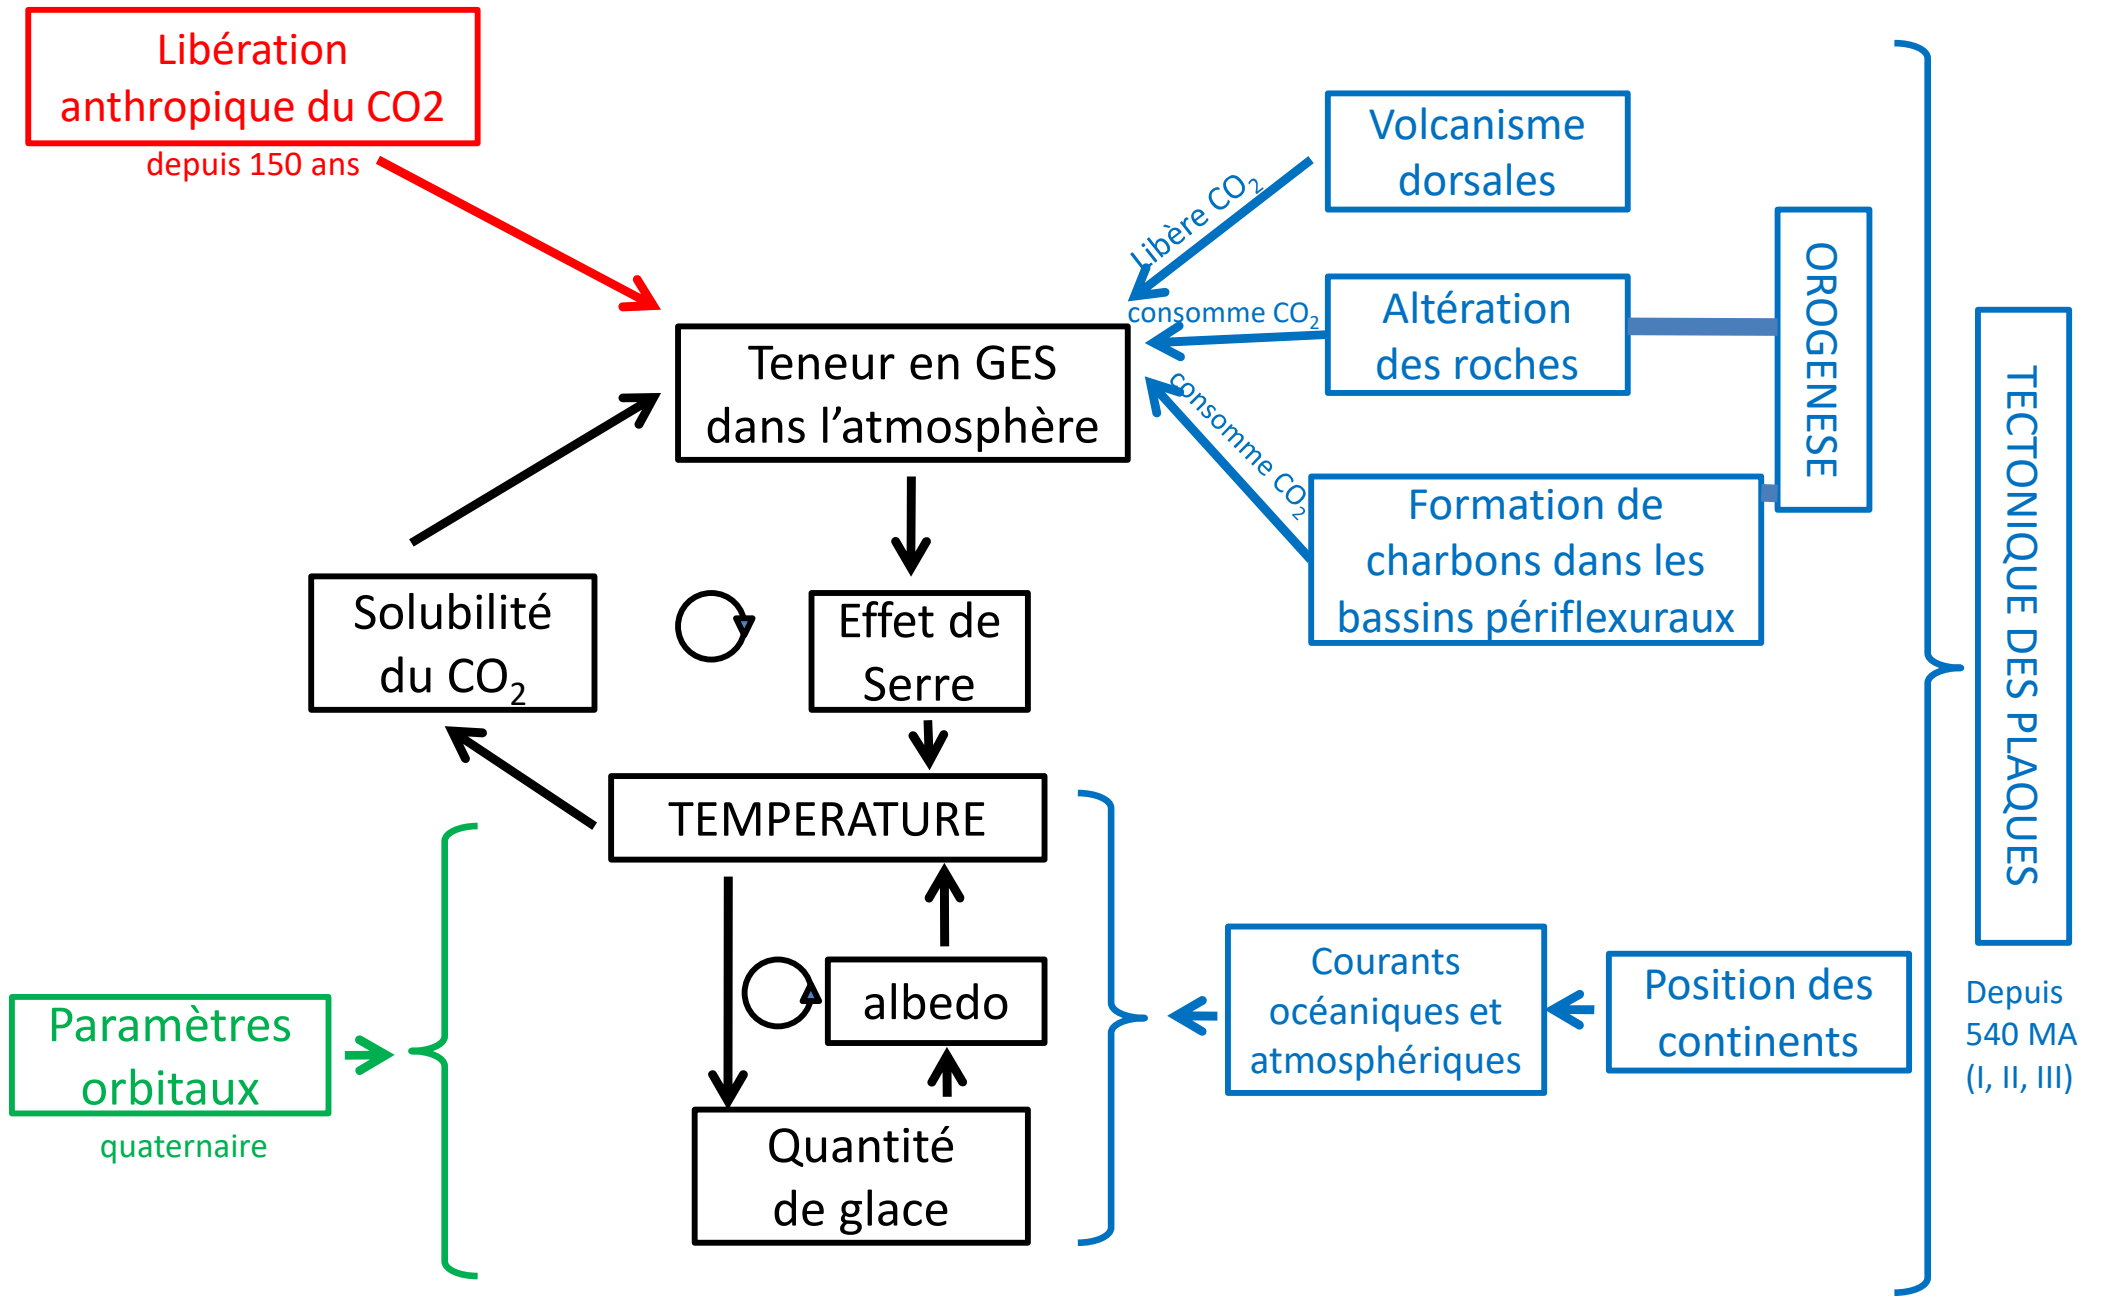 Libération
anthropique du CO2
depuis 150 ans
Volcanisme
dorsales
Libère CO₂
consomme CO₂
Altération
des roches
consomme CO₂
Formation de
charbons dans les
bassins périflexuraux
OROGENESE
TECTONIQUE DES PLAQUES
Depuis
540 MA
(I, II, III)
Teneur en GES
dans l’atmosphère
Solubilité
du CO₂
Effet de
Serre
TEMPERATURE
albedo
Quantité
de glace
Courants
océaniques et
atmosphériques
Position des
continents
Paramètres
orbitaux
quaternaire